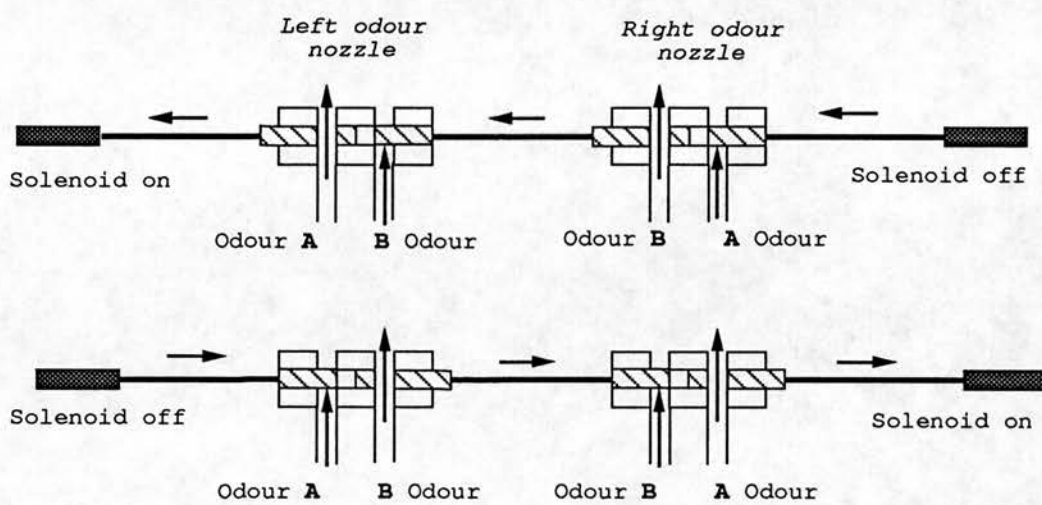 Left odour
nozzle
Right odour
nozzle
Solenoid on
Solenoid off
Odour A
B Odour
Odour B
A Odour
Solenoid off
Solenoid on
Odour A
B Odour
Odour B
A Odour